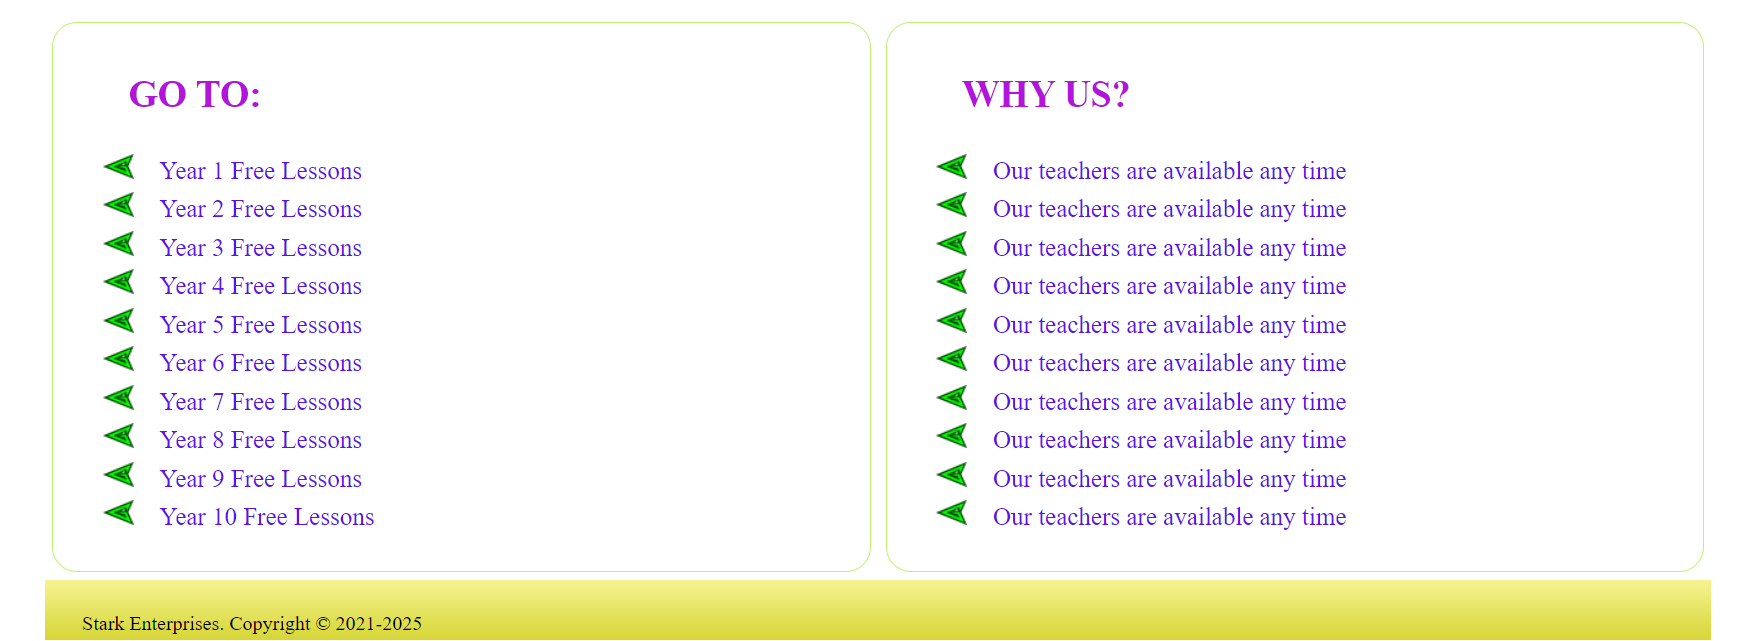 GO TO:
Year 1 Free Lessons
Year 2 Free Lessons
Year 3 Free Lessons
Year 4 Free Lessons
Year 5 Free Lessons
Year 6 Free Lessons
Year 7 Free Lessons
Year 8 Free Lessons
Year 9 Free Lessons
Year 10 Free Lessons
WHY US?
Our teachers are available any time
Our teachers are available any time
Our teachers are available any time
Our teachers are available any time
Our teachers are available any time
Our teachers are available any time
Our teachers are available any time
Our teachers are available any time
Our teachers are available any time
Our teachers are available any time
Stark Enterprises. Copyright © 2021-2025